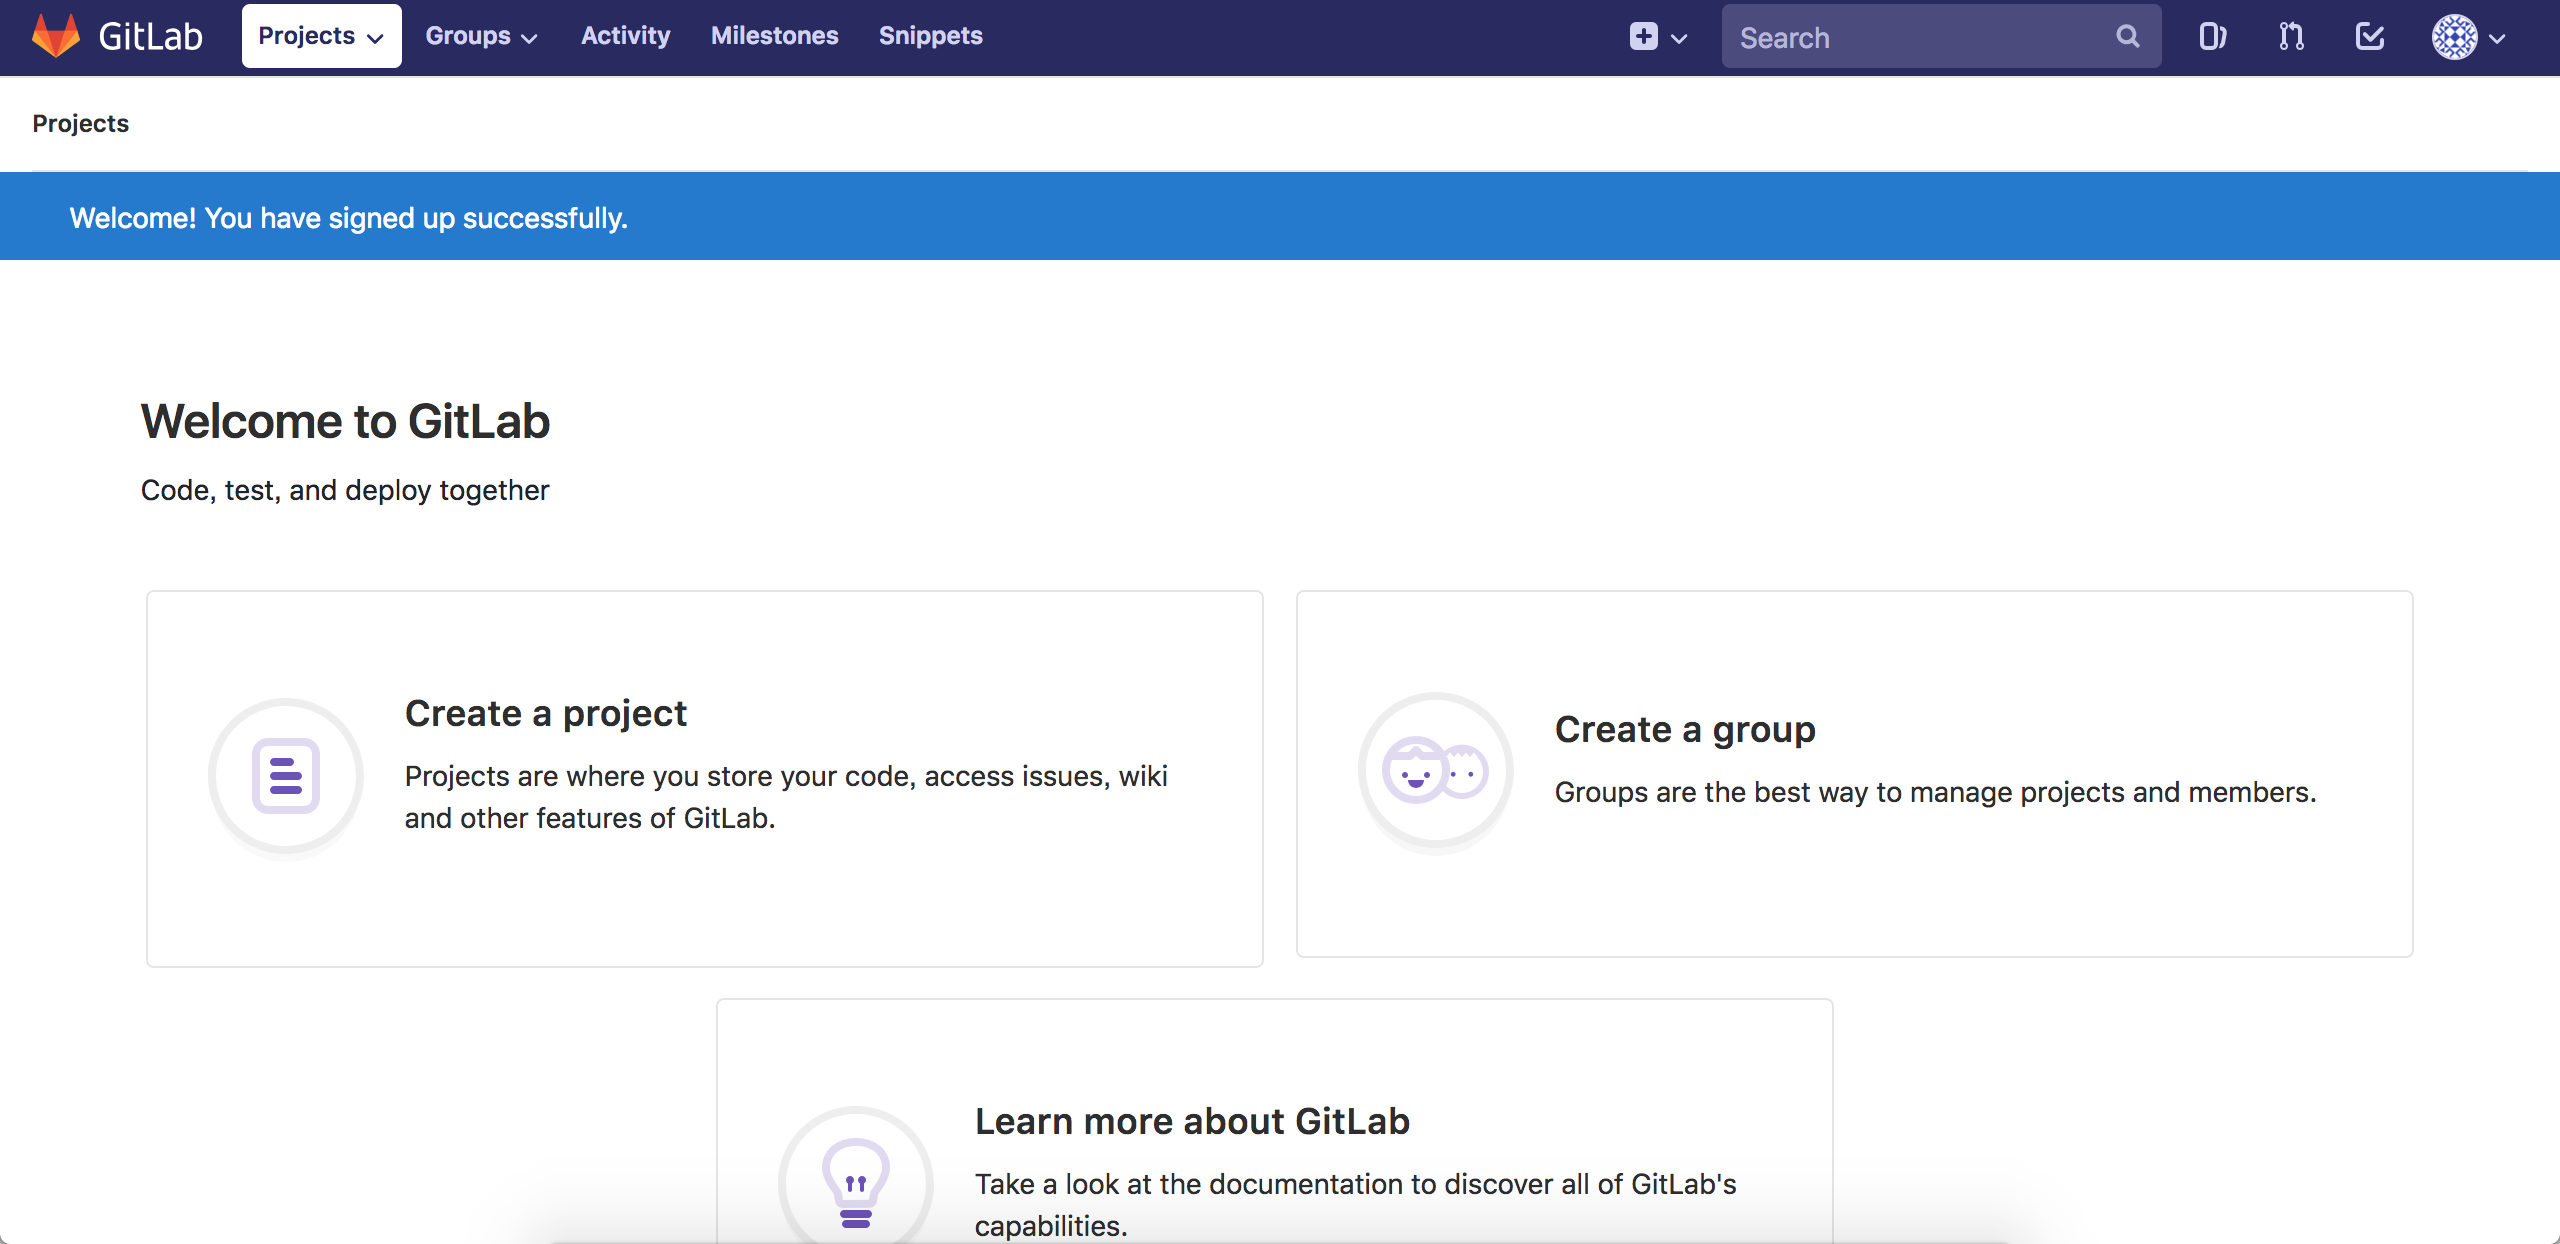 GitLab Projects Groups Activity Milestones Snippets Search
Projects
Welcome! You have signed up successfully.
Welcome to GitLab
Code, test, and deploy together
Create a project
Projects are where you store your code, access issues, wiki
and other features of GitLab.
Create a group
Groups are the best way to manage projects and members.
Learn more about GitLab
Take a look at the documentation to discover all of GitLab's
capabilities.